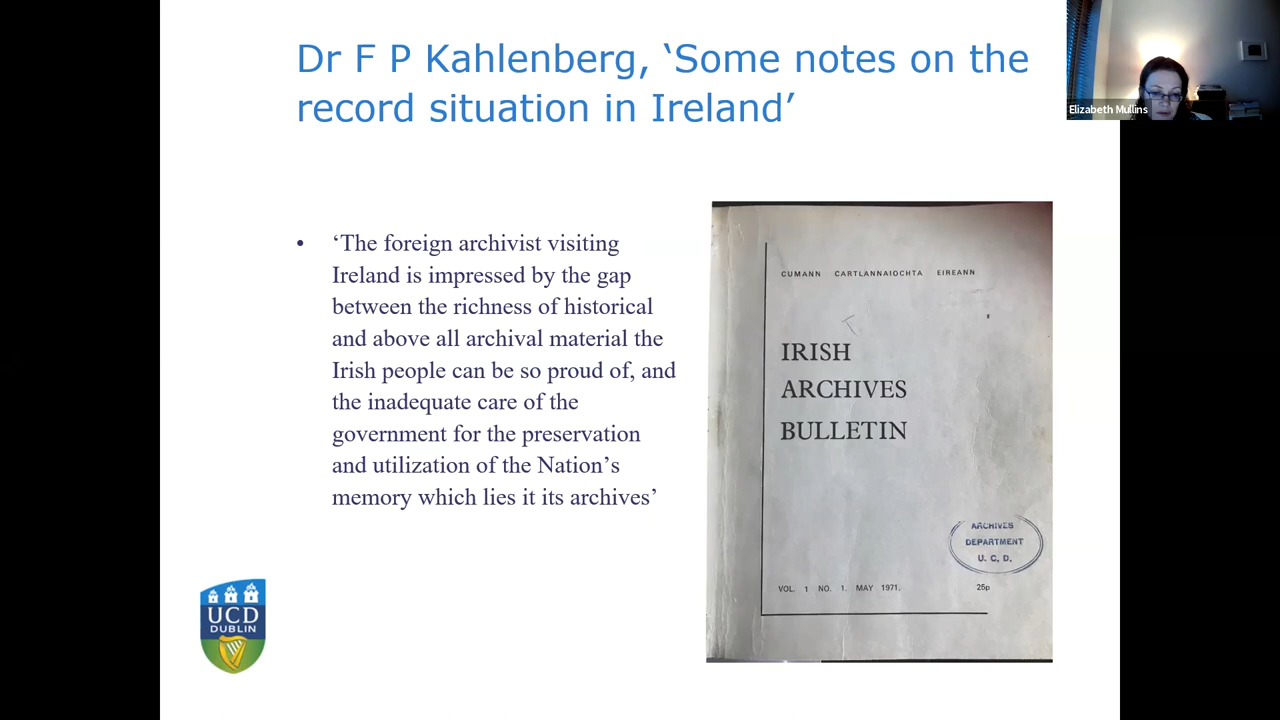 Dr F P Kahlenberg, ‘Some notes on the
record situation in Ireland’
Elizabeth Mullins
• ‘The foreign archivist visiting
Ireland is impressed by the gap
between the richness of historical
and above all archival material the
Irish people can be so proud of, and
the inadequate care of the
government for the preservation
and utilization of the Nation’s
memory which lies it its archives’
CUMANN CARTLANNAIOCHTA EIREANN
IRISH
ARCHIVES
BULLETIN
ARCHIVES
DEPARTMENT
U. C. D.
VOL. 1 NO. 1. MAY 1971. 25p
UCD
DUBLIN